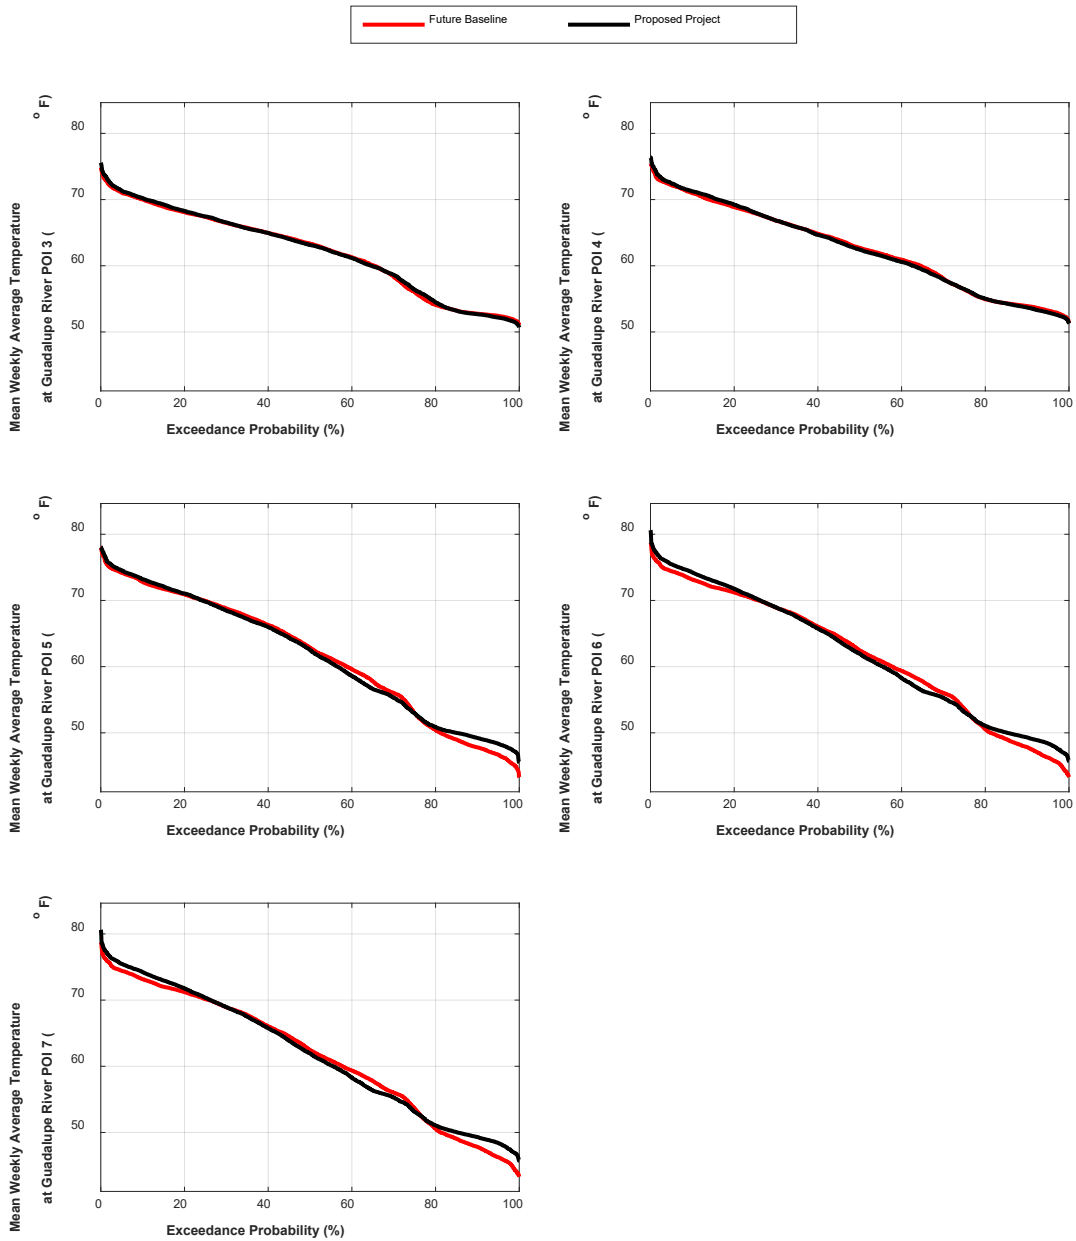 Future Baseline
Proposed Project
Mean Weekly Average Temperature
at Guadalupe River POI 3 (
o
F)
80
70
60
50
0
20
40
60
80
100
Exceedance Probability (%)
Mean Weekly Average Temperature
at Guadalupe River POI 4 (
o
F)
80
70
60
50
0
20
40
60
80
100
Exceedance Probability (%)
Mean Weekly Average Temperature
at Guadalupe River POI 5 (
o
F)
80
70
60
50
0
20
40
60
80
100
Exceedance Probability (%)
Mean Weekly Average Temperature
at Guadalupe River POI 6 (
o
F)
80
70
60
50
0
20
40
60
80
100
Exceedance Probability (%)
Mean Weekly Average Temperature
at Guadalupe River POI 7 (
o
F)
80
70
60
50
0
20
40
60
80
100
Exceedance Probability (%)